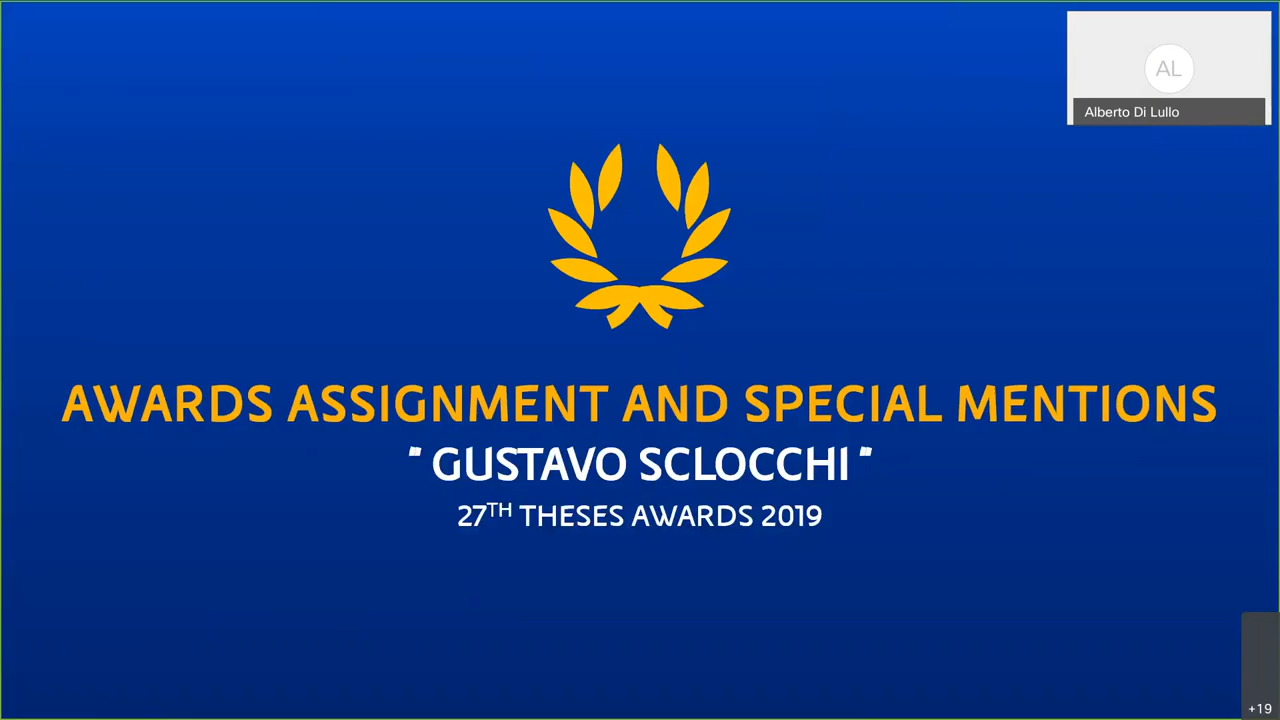 AL
Alberto Di Lullo
AWARDS ASSIGNMENT AND SPECIAL MENTIONS
" GUSTAVO SCLOCCHI "
27TH THESES AWARDS 2019
+19